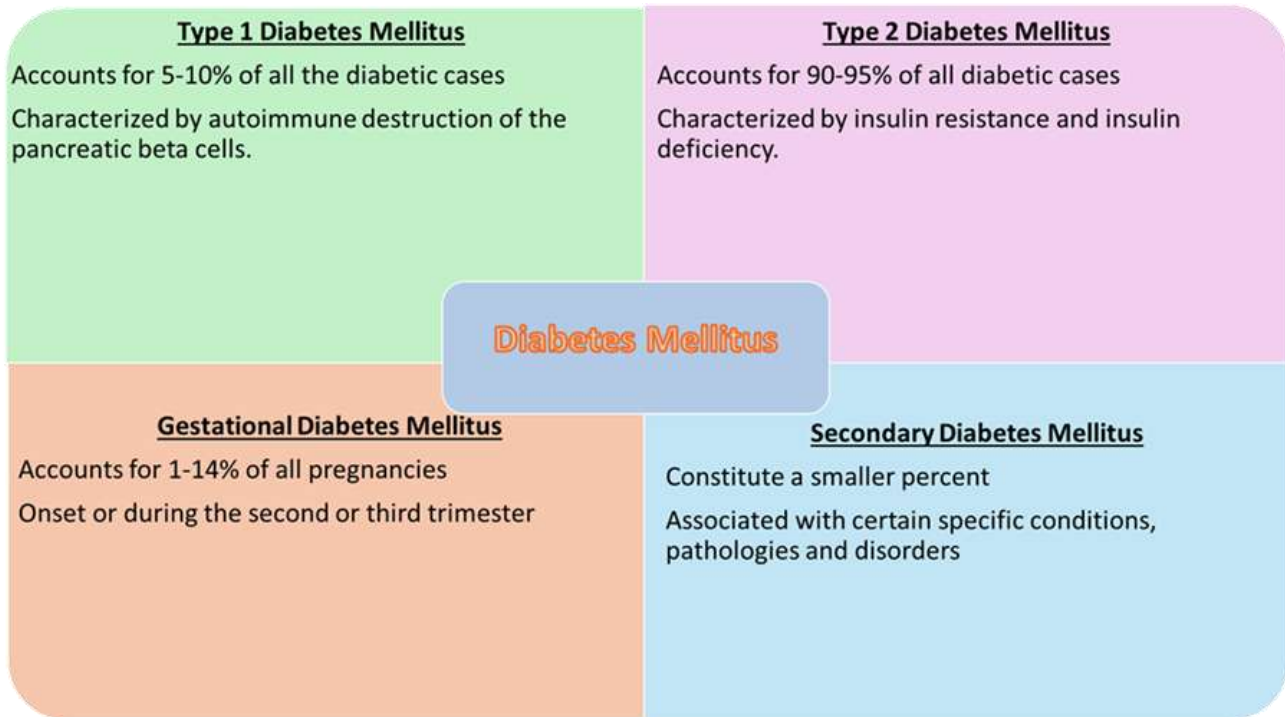 Type 1 Diabetes Mellitus
Accounts for 5-10% of all the diabetic cases
Characterized by autoimmune destruction of the
pancreatic beta cells.
Type 2 Diabetes Mellitus
Accounts for 90-95% of all diabetic cases
Characterized by insulin resistance and insulin
deficiency.
Diabetes Mellitus
Gestational Diabetes Mellitus
Accounts for 1-14% of all pregnancies
Onset or during the second or third trimester
Secondary Diabetes Mellitus
Constitute a smaller percent
Associated with certain specific conditions,
pathologies and disorders